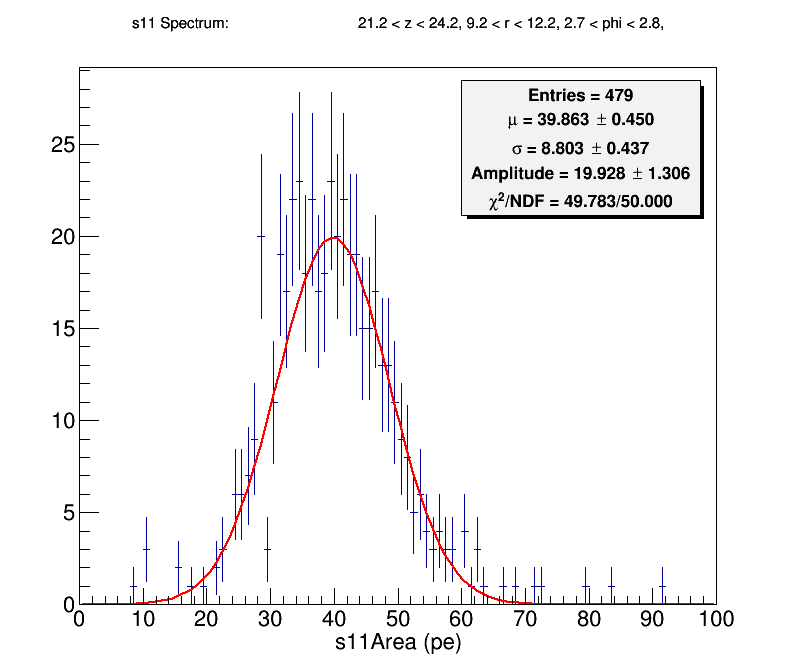 s11 Spectrum: 21.2 < z < 24.2, 9.2 < r < 12.2, 2.7 < phi < 2.8,
Entries = 479
μ = 39.863 ± 0.450
σ = 8.803 ± 0.437
Amplitude = 19.928 ± 1.306
χ²/NDF = 49.783/50.000
25
20
15
10
5
0
0 10 20 30 40 50 60 70 80 90 100
s11Area (pe)